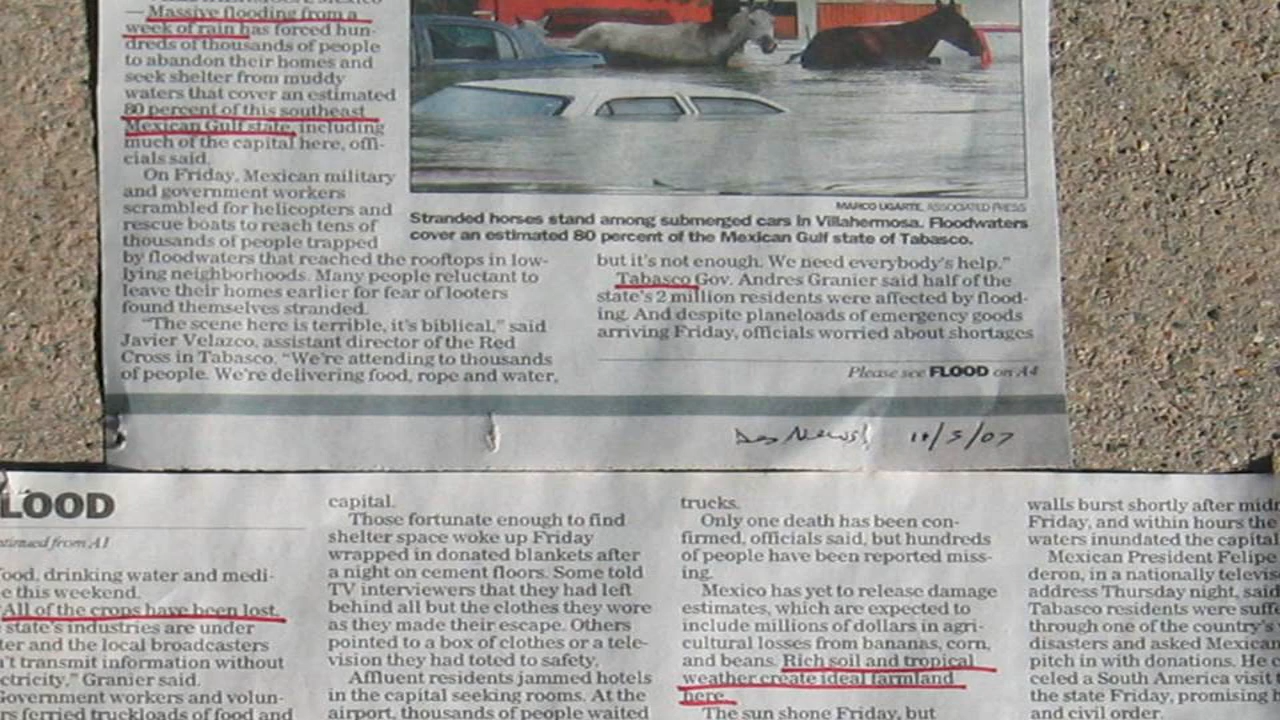 — Massive flooding from a
week of rain has forced hun-
dreds of thousands of people
to abandon their homes and
seek shelter from muddy
waters that cover an estimated
80 percent of this southeast
Mexican Gulf state, including
much of the capital here, offi-
cials said.
On Friday, Mexican military
and government workers
scrambled for helicopters and
rescue boats to reach tens of
thousands of people trapped
by floodwaters that reached the rooftops in low-
lying neighborhoods. Many people reluctant to
leave their homes earlier for fear of looters
found themselves stranded.
"The scene here is terrible, it's biblical," said
Javier Velazco, assistant director of the Red
Cross in Tabasco. "We're attending to thousands
of people. We're delivering food, rope and water,
MARCO UGARTE, ASSOCIATED PRESS
Stranded horses stand among submerged cars in Villahermosa. Floodwaters
cover an estimated 80 percent of the Mexican Gulf state of Tabasco.
but it's not enough. We need everybody's help."
Tabasco Gov. Andres Granier said half of the
state's 2 million residents were affected by flood-
ing. And despite planeloads of emergency goods
arriving Friday, officials worried about shortages
Please see FLOOD on A4
Des News 11/3/07
LOOD
ntinued from A1
food, drinking water and medi-
e this weekend.
"All of the crops have been lost.
state's industries are under
ter and the local broadcasters
n't transmit information without
ctricity," Granier said.
Government workers and volun-
rs ferried truckloads of food and
capital.
Those fortunate enough to find
shelter space woke up Friday
wrapped in donated blankets after
a night on cement floors. Some told
TV interviewers that they had left
behind all but the clothes they wore
as they made their escape. Others
pointed to a box of clothes or a tele-
vision they had toted to safety.
Affluent residents jammed hotels
in the capital seeking rooms. At the
airport, thousands of people waited
trucks.
Only one death has been con-
firmed, officials said, but hundreds
of people have been reported miss-
ing.
Mexico has yet to release damage
estimates, which are expected to
include millions of dollars in agri-
cultural losses from bananas, corn,
and beans. Rich soil and tropical
weather create ideal farmland
here.
The sun shone Friday, but
walls burst shortly after midn
Friday, and within hours the
waters inundated the capital
Mexican President Felipe
deron, in a nationally televis
address Thursday night, said
Tabasco residents were suffe
through one of the country's
disasters and asked Mexican
pitch in with donations. He c
celed a South America visit t
the state Friday, promising h
and civil order.